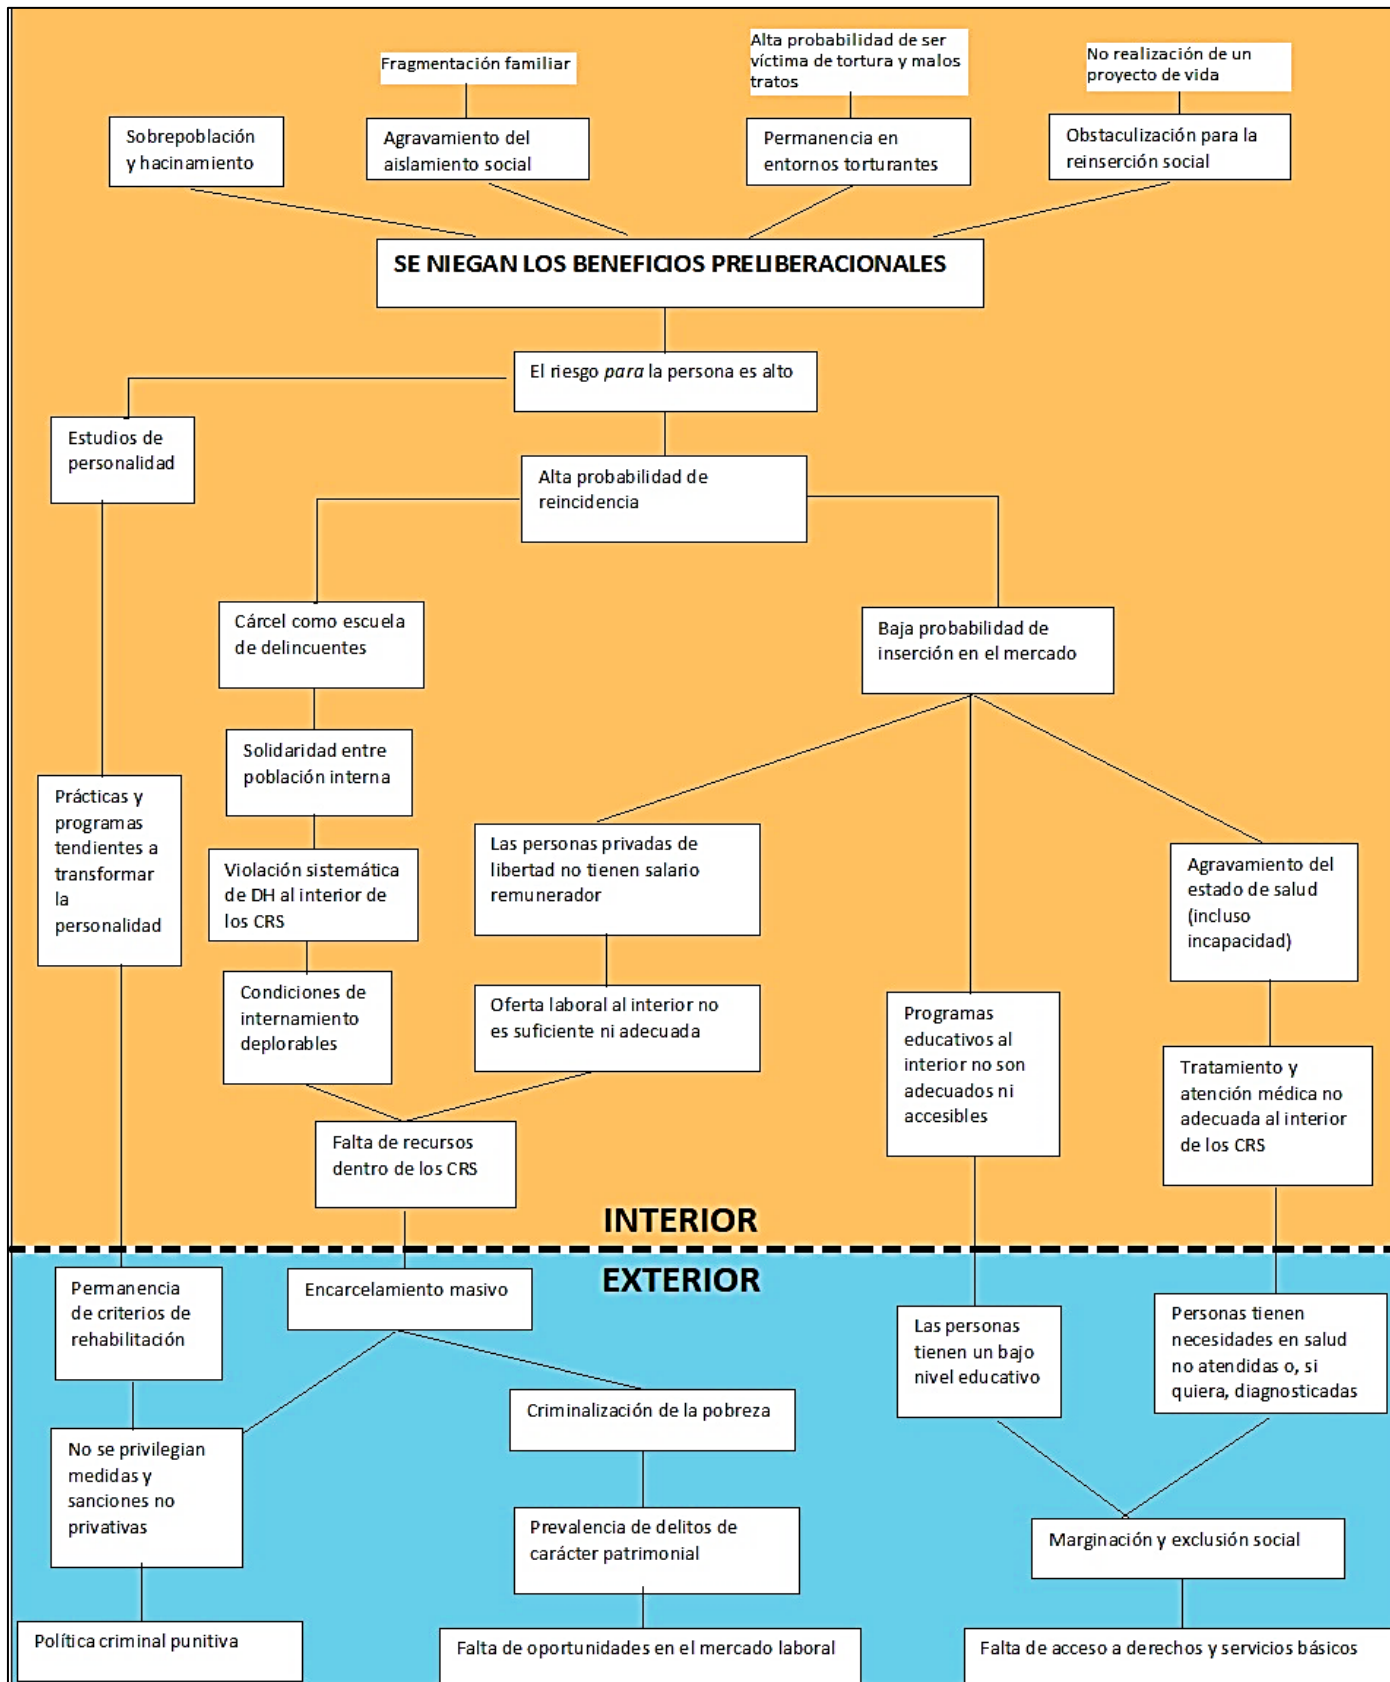 Fragmentación familiar
Alta probabilidad de ser
víctima de tortura y malos
tratos
No realización de un
proyecto de vida
Sobrepoblación
y hacinamiento
Agravamiento del
aislamiento social
Permanencia en
entornos torturantes
Obstaculización para la
reinserción social
SE NIEGAN LOS BENEFICIOS PRELIBERACIONALES
El riesgo para la persona es alto
Estudios de
personalidad
Alta probabilidad de
reincidencia
Cárcel como escuela
de delincuentes
Baja probabilidad de
inserción en el mercado
Solidaridad entre
población interna
Prácticas y
programas
tendientes a
transformar
la
personalidad
Las personas privadas de
libertad no tienen salario
remunerador
Violación sistemática
de DH al interior de
los CRS
Agravamiento del
estado de salud
(incluso
incapacidad)
Condiciones de
internamiento
deplorables
Oferta laboral al interior no
es suficiente ni adecuada
Programas
educativos al
interior no son
adecuados ni
accesibles
Tratamiento y
atención médica no
adecuada al interior
de los CRS
Falta de recursos
dentro de los CRS
INTERIOR
EXTERIOR
Permanencia
de criterios de
rehabilitación
Encarcelamiento masivo
Las personas
tienen un bajo
nivel educativo
Personas tienen
necesidades en salud
no atendidas o, si
quiera, diagnosticadas
Criminalización de la pobreza
No se privilegian
medidas y
sanciones no
privativas
Prevalencia de delitos de
carácter patrimonial
Marginación y exclusión social
Política criminal punitiva
Falta de oportunidades en el mercado laboral
Falta de acceso a derechos y servicios básicos